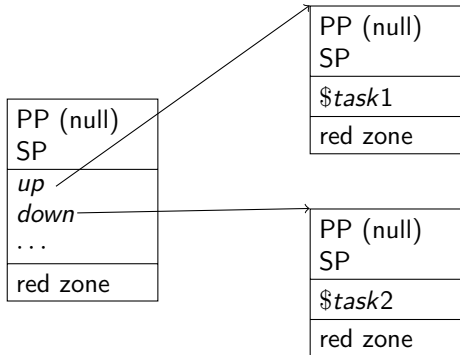 PP (null)
SP
up
down
...
red zone
PP (null)
SP
$task1
red zone
PP (null)
SP
$task2
red zone